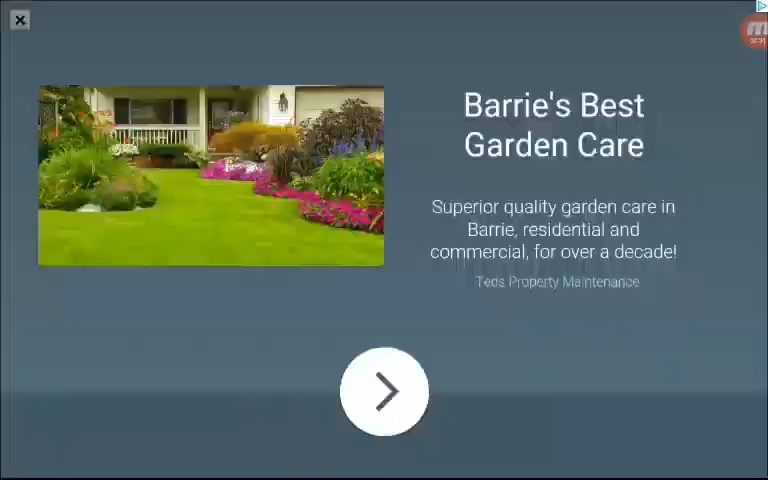 Barrie's Best
Garden Care
Superior quality garden care in
Barrie, residential and
commercial, for over a decade!
Teds Property Maintenance